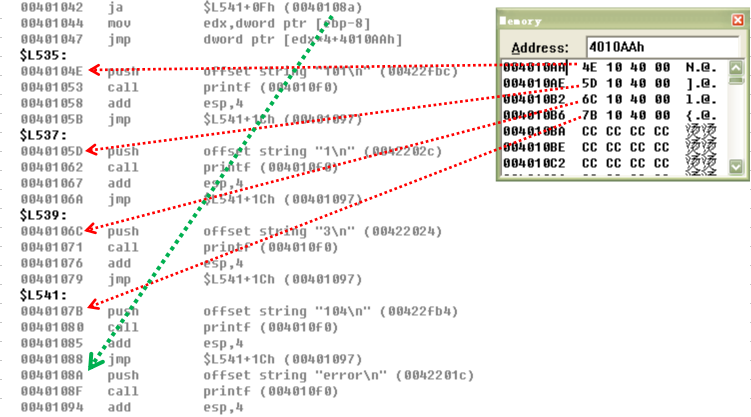 00401042 ja $L541+0Fh (0040108a)
00401044 mov edx,dword ptr [ebp-8]
00401047 jmp dword ptr [edx*4+4010AAh]
$L535:
0040104E push offset string "101\n" (00422fbc)
00401053 call printf (004010f0)
00401058 add esp,4
0040105B jmp $L541+1Ch (00401097)
$L537:
0040105D push offset string "1\n" (0042202c)
00401062 call printf (004010f0)
00401067 add esp,4
0040106A jmp $L541+1Ch (00401097)
$L539:
0040106C push offset string "3\n" (00422024)
00401071 call printf (004010f0)
00401076 add esp,4
00401079 jmp $L541+1Ch (00401097)
$L541:
0040107B push offset string "104\n" (00422fb4)
00401080 call printf (004010f0)
00401085 add esp,4
00401088 jmp $L541+1Ch (00401097)
0040108A push offset string "error\n" (0042201c)
0040108F call printf (004010f0)
00401094 add esp,4
Memory
Address: 4010AAh
004010AA 4E 10 40 00 N.@.
004010AE 5D 10 40 00 ].@.
004010B2 6C 10 40 00 l.@.
004010B6 7B 10 40 00 {.@.
004010BA CC CC CC CC
004010BE CC CC CC CC
004010C2 CC CC CC CC